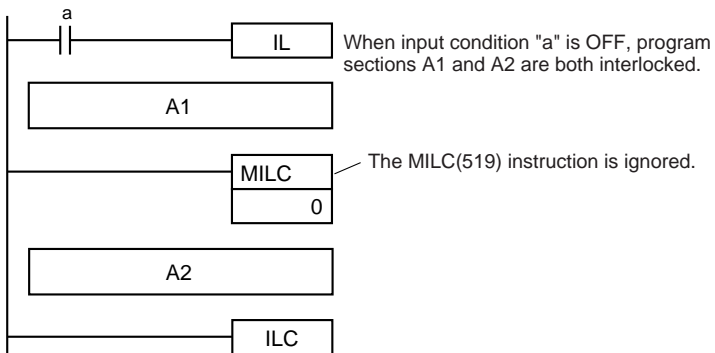 a
IL
When input condition "a" is OFF, program
sections A1 and A2 are both interlocked.
A1
MILC
The MILC(519) instruction is ignored.
0
A2
ILC